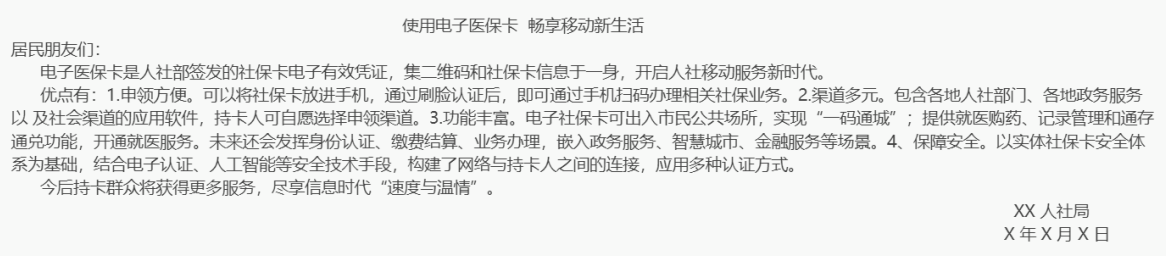 使用电子医保卡 畅享移动新生活
居民朋友们：
电子医保卡是人社部签发的社保卡电子有效凭证，集二维码和社保卡信息于一身，开启人社移动服务新时代。
优点有：1.申领方便。可以将社保卡放进手机，通过刷脸认证后，即可通过手机扫码办理相关社保业务。2.渠道多元。包含各地人社部门、各地政务服务
以 及社会渠道的应用软件，持卡人可自愿选择申领渠道。3.功能丰富。电子社保卡可出入市民公共场所，实现“一码通城”；提供就医购药、记录管理和通存
通兑功能，开通就医服务。未来还会发挥身份认证、缴费结算、业务办理，嵌入政务服务、智慧城市、金融服务等场景。4、保障安全。以实体社保卡安全体
系为基础，结合电子认证、人工智能等安全技术手段，构建了网络与持卡人之间的连接，应用多种认证方式。
今后持卡群众将获得更多服务，尽享信息时代“速度与温情”。
XX 人社局
X 年 X 月 X 日